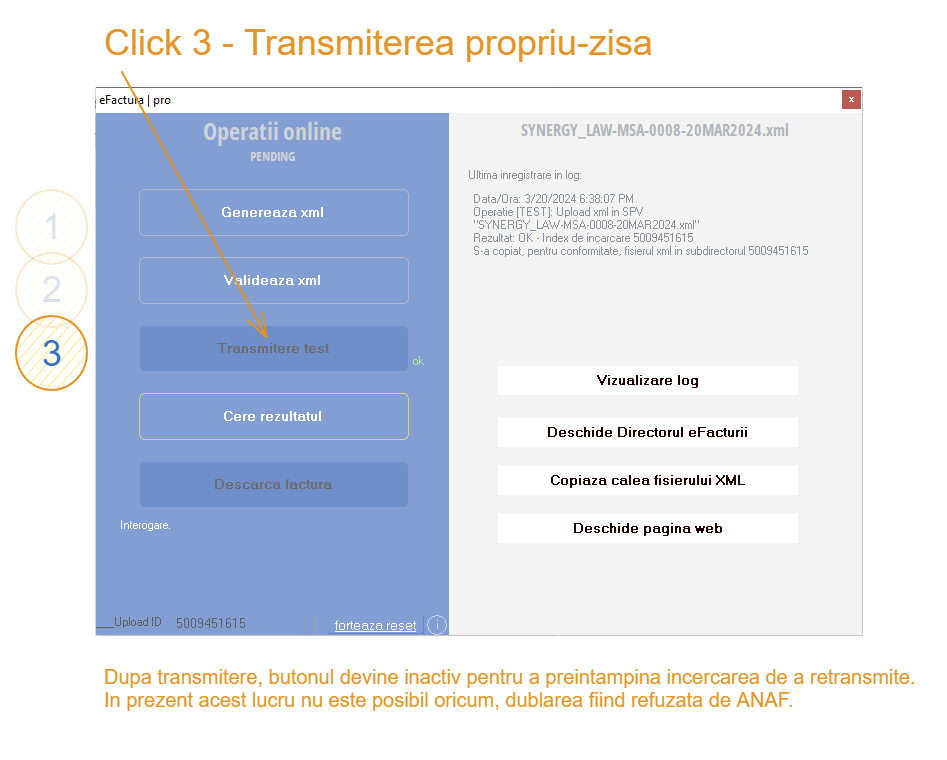 Click 3 - Transmiterea propriu-zisa
eFactura | pro
x
Operatii online
PENDING
SYNERGY_LAW-MSA-0008-20MAR2024.xml
Ultima inregistrare in log:
Data/Ora: 3/20/2024 6:38:07 PM
Operatie [TEST]: Upload xml in SPV
"SYNERGY_LAW-MSA-0008-20MAR2024.xml"
Rezultat: OK - Index de incarcare 5009451615
S-a copiat, pentru conformitate, fisierul xml in subdirectorul 5009451615
1
2
3
Genereaza xml
Valideaza xml
Transmitere test
ok
Cere rezultatul
Descarca factura
Interogare.
Vizualizare log
Deschide Directorul eFacturii
Copiaza calea fisierului XML
Deschide pagina web
___Upload ID 5009451615
forteaza reset
i
Dupa transmitere, butonul devine inactiv pentru a preintampina incercarea de a retransmite.
In prezent acest lucru nu este posibil oricum, dublarea fiind refuzata de ANAF.